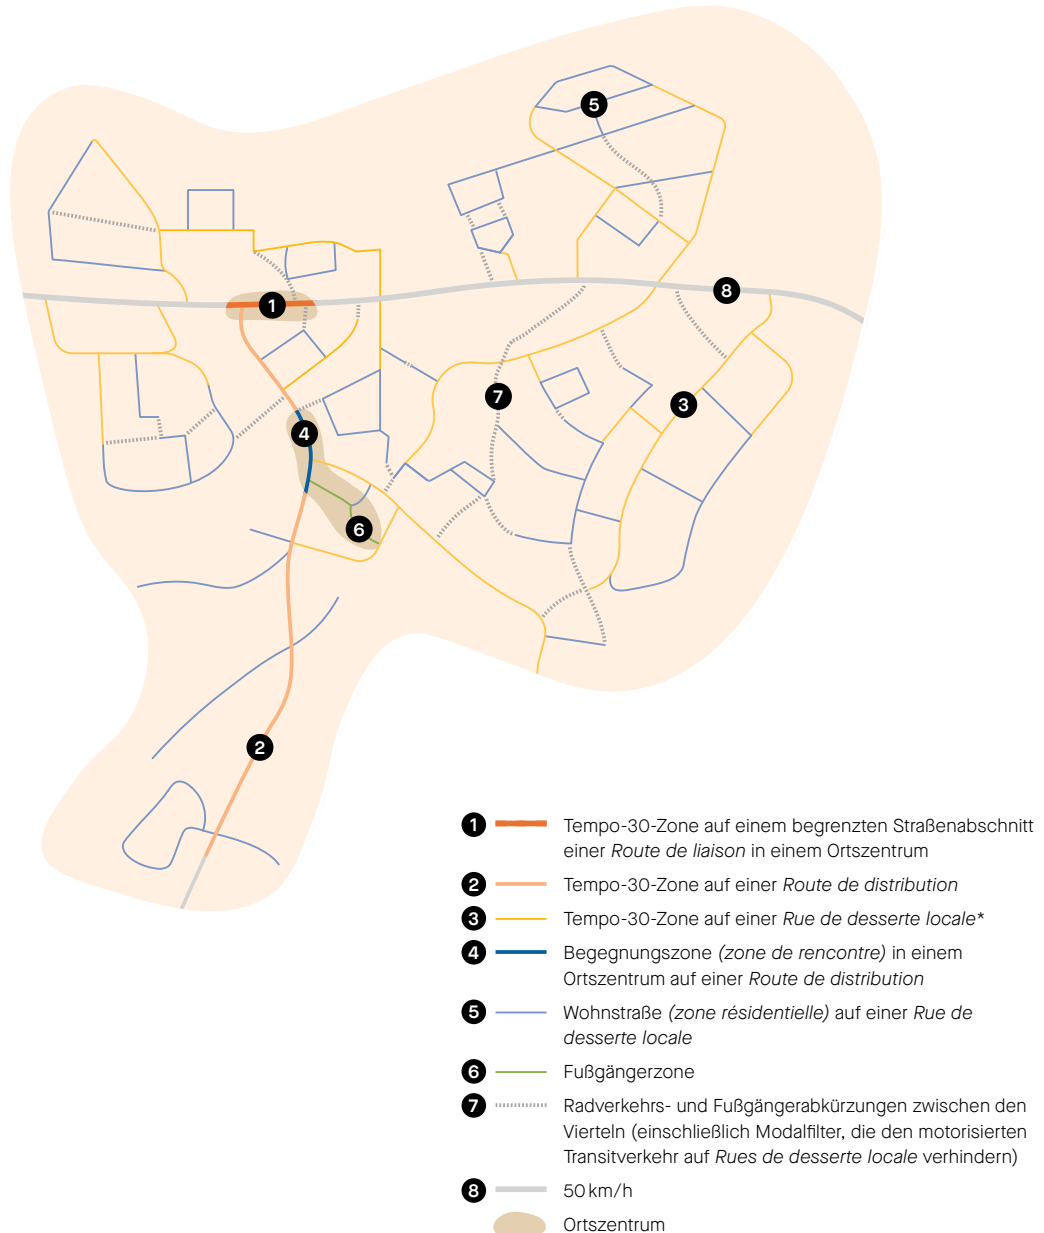 5
8
1
7
3
4
6
2
1 Tempo-30-Zone auf einem begrenzten Straßenabschnitt
einer Route de liaison in einem Ortszentrum
2 Tempo-30-Zone auf einer Route de distribution
3 Tempo-30-Zone auf einer Rue de desserte locale*
4 Begegnungszone (zone de rencontre) in einem
Ortszentrum auf einer Route de distribution
5 Wohnstraße (zone résidentielle) auf einer Rue de
desserte locale
6 Fußgängerzone
7 Radverkehrs- und Fußgängerabkürzungen zwischen den
Vierteln (einschließlich Modalfilter, die den motorisierten
Transitverkehr auf Rues de desserte locale verhindern)
8 50 km/h
Ortszentrum